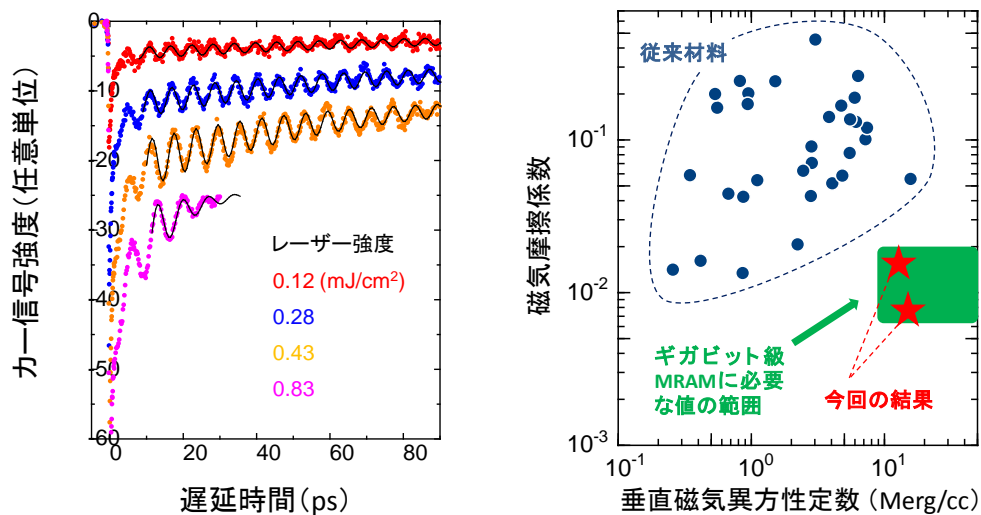 0
-10
-20
-30
-40
-50
-60
0
20
40
60
80
カー信号強度(任意単位)
遅延時間(ps)
レーザー強度
0.12 (mJ/cm²)
0.28
0.43
0.83
従来材料
磁気摩擦係数
10⁻¹
10⁻²
10⁻³
10⁻¹
10⁰
10¹
垂直磁気異方性定数(Merg/cc)
ギガビット級
MRAMに必要
な値の範囲
今回の結果